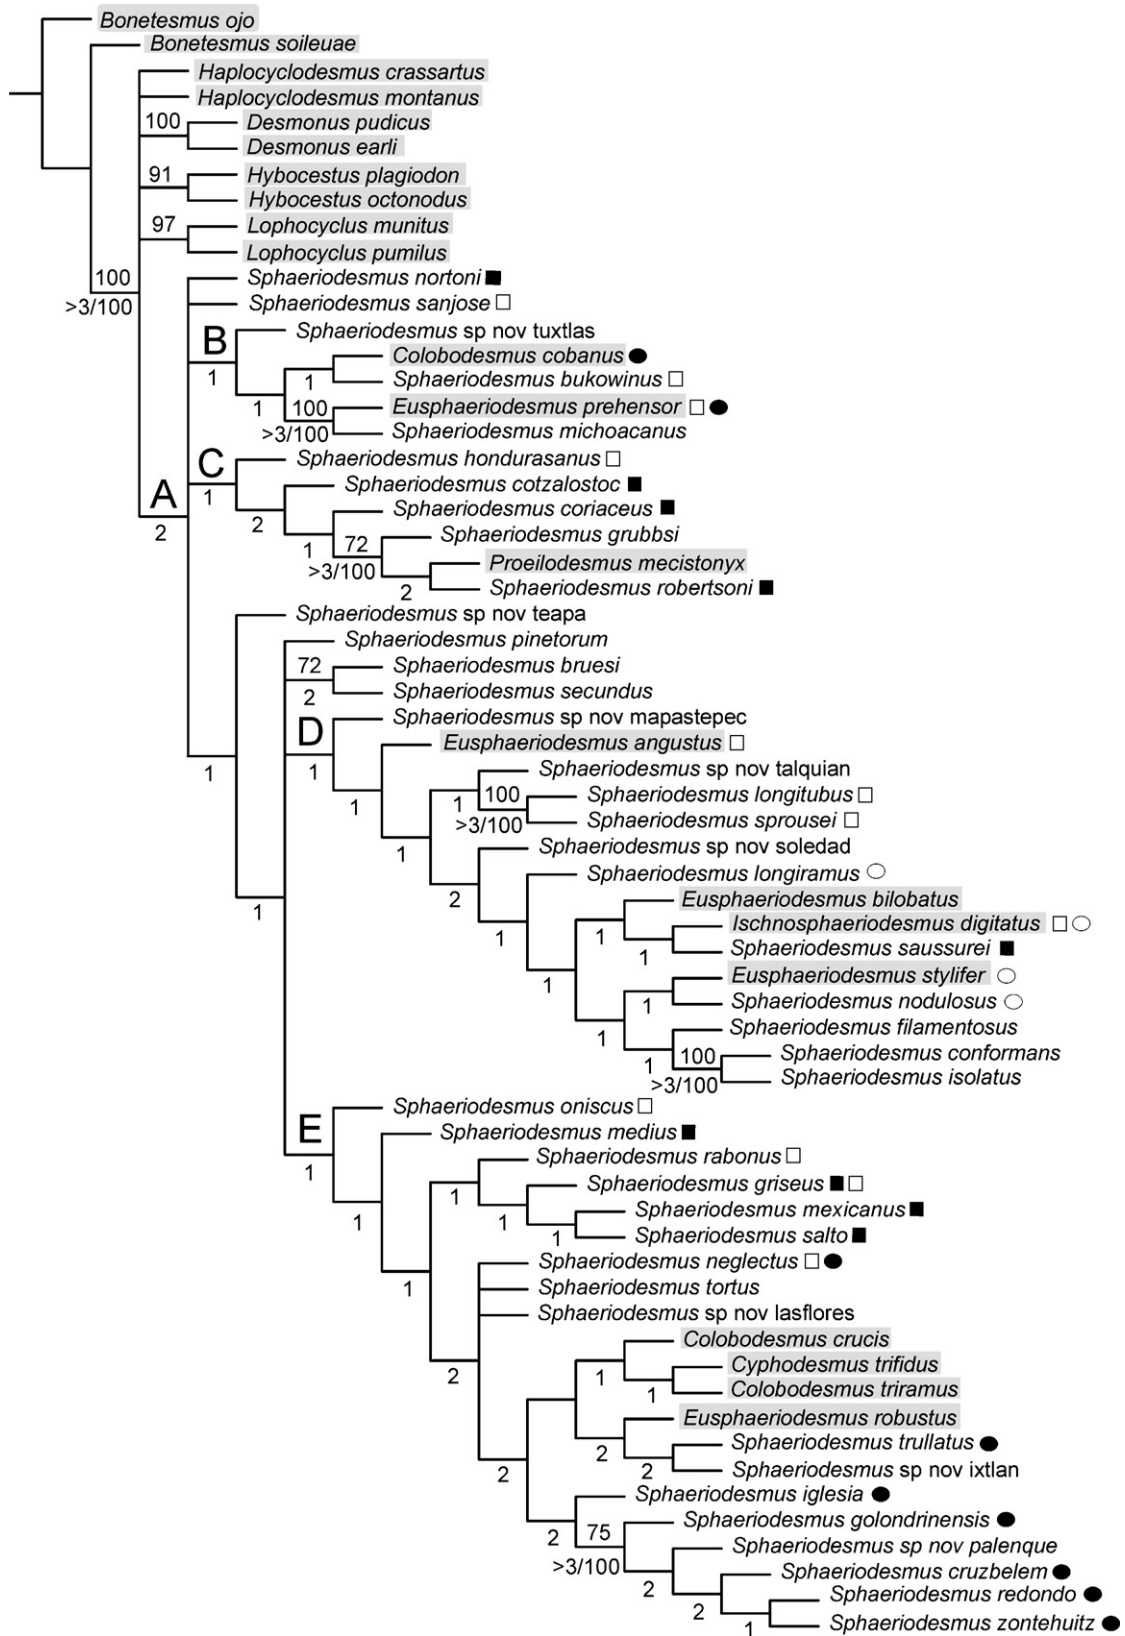 Bonetesmus ojo
Bonetesmus soileuae
Haplocyclodesmus crassartus
Haplocyclodesmus montanus
100
Desmonus pudicus
Desmonus earli
91
Hybocestus plagiodon
Hybocestus octonodus
97
Lophocyclus munitus
Lophocyclus pumilus
100
>3/100
Sphaeriodesmus nortoni
Sphaeriodesmus sanjose
B
1
Sphaeriodesmus sp nov tuxtlas
1
1
Colobodesmus cobanus
Sphaeriodesmus bukowinus
100
>3/100
Eusphaeriodesmus prehensor
Sphaeriodesmus michoacanus
A
2
C
1
Sphaeriodesmus hondurasanus
2
Sphaeriodesmus cotzalostoc
1
Sphaeriodesmus coriaceus
72
>3/100
Sphaeriodesmus grubbsi
2
Proeilodesmus mecistonyx
Sphaeriodesmus robertsoni
1
Sphaeriodesmus sp nov teapa
1
Sphaeriodesmus pinetorum
72
2
Sphaeriodesmus bruesi
Sphaeriodesmus secundus
D
1
Sphaeriodesmus sp nov mapastepec
1
Eusphaeriodesmus angustus
1
1
Sphaeriodesmus sp nov talquian
100
>3/100
Sphaeriodesmus longitubus
Sphaeriodesmus sprousei
2
Sphaeriodesmus sp nov soledad
1
Sphaeriodesmus longiramus
1
1
Eusphaeriodesmus bilobatus
1
Ischnosphaeriodesmus digitatus
Sphaeriodesmus saussurei
1
1
Eusphaeriodesmus stylifer
Sphaeriodesmus nodulosus
1
Sphaeriodesmus filamentosus
100
>3/100
Sphaeriodesmus conformans
Sphaeriodesmus isolatus
E
1
Sphaeriodesmus oniscus
1
Sphaeriodesmus medius
1
1
Sphaeriodesmus rabonus
1
Sphaeriodesmus griseus
1
Sphaeriodesmus mexicanus
Sphaeriodesmus salto
2
Sphaeriodesmus neglectus
Sphaeriodesmus tortus
Sphaeriodesmus sp nov lasflores
2
1
Colobodesmus crucis
1
Cyphodesmus trifidus
Colobodesmus triramus
2
Eusphaeriodesmus robustus
2
Sphaeriodesmus trullatus
Sphaeriodesmus sp nov ixtlan
2
Sphaeriodesmus iglesia
75
>3/100
Sphaeriodesmus golondrinensis
2
Sphaeriodesmus sp nov palenque
2
Sphaeriodesmus cruzbelem
1
Sphaeriodesmus redondo
Sphaeriodesmus zontehuitz